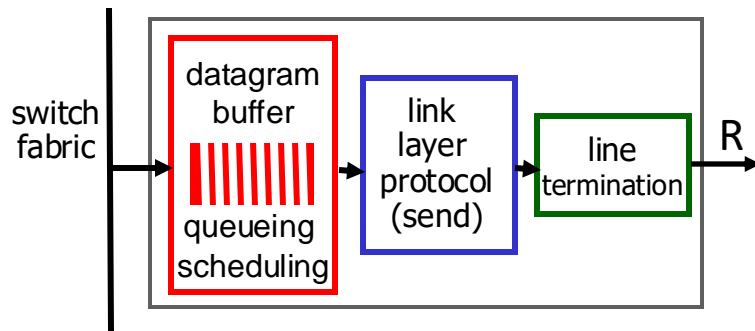 switch
fabric
datagram
buffer
queueing
scheduling
link
layer
protocol
(send)
line
termination
R